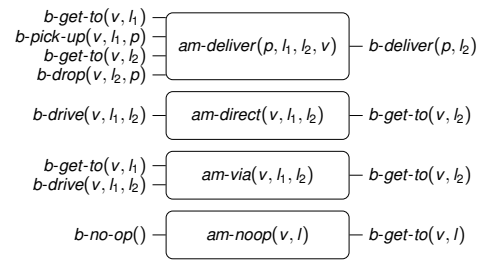 b-get-to(v, l₁)
b-pick-up(v, l₁, p)
b-get-to(v, l₂)
b-drop(v, l₂, p)
am-deliver(p, l₁, l₂, v)
b-deliver(p, l₂)
b-drive(v, l₁, l₂)
am-direct(v, l₁, l₂)
b-get-to(v, l₂)
b-get-to(v, l₁)
b-drive(v, l₁, l₂)
am-via(v, l₁, l₂)
b-get-to(v, l₂)
b-no-op()
am-noop(v, l)
b-get-to(v, l)